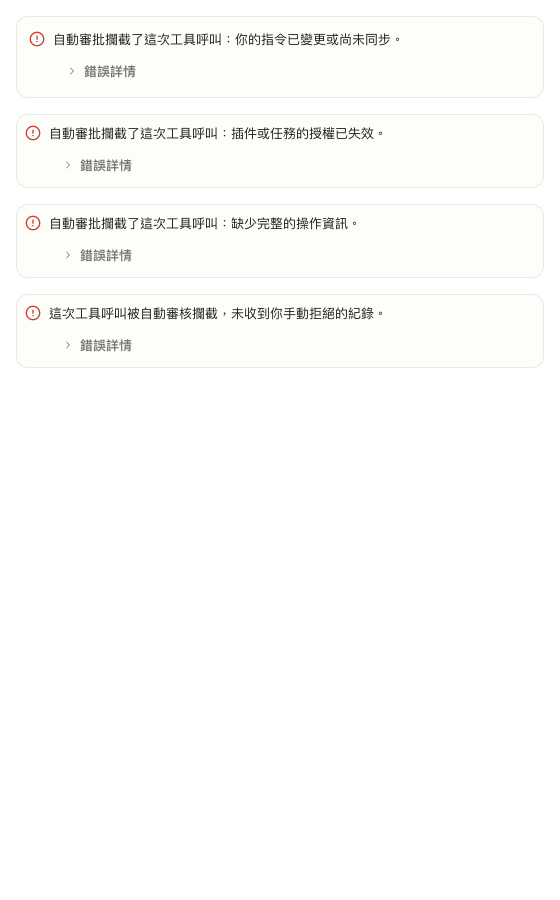 自動審批攔截了這次工具呼叫：你的指令已變更或尚未同步。
錯誤詳情
自動審批攔截了這次工具呼叫：插件或任務的授權已失效。
錯誤詳情
自動審批攔截了這次工具呼叫：缺少完整的操作資訊。
錯誤詳情
這次工具呼叫被自動審核攔截，未收到你手動拒絕的紀錄。
錯誤詳情